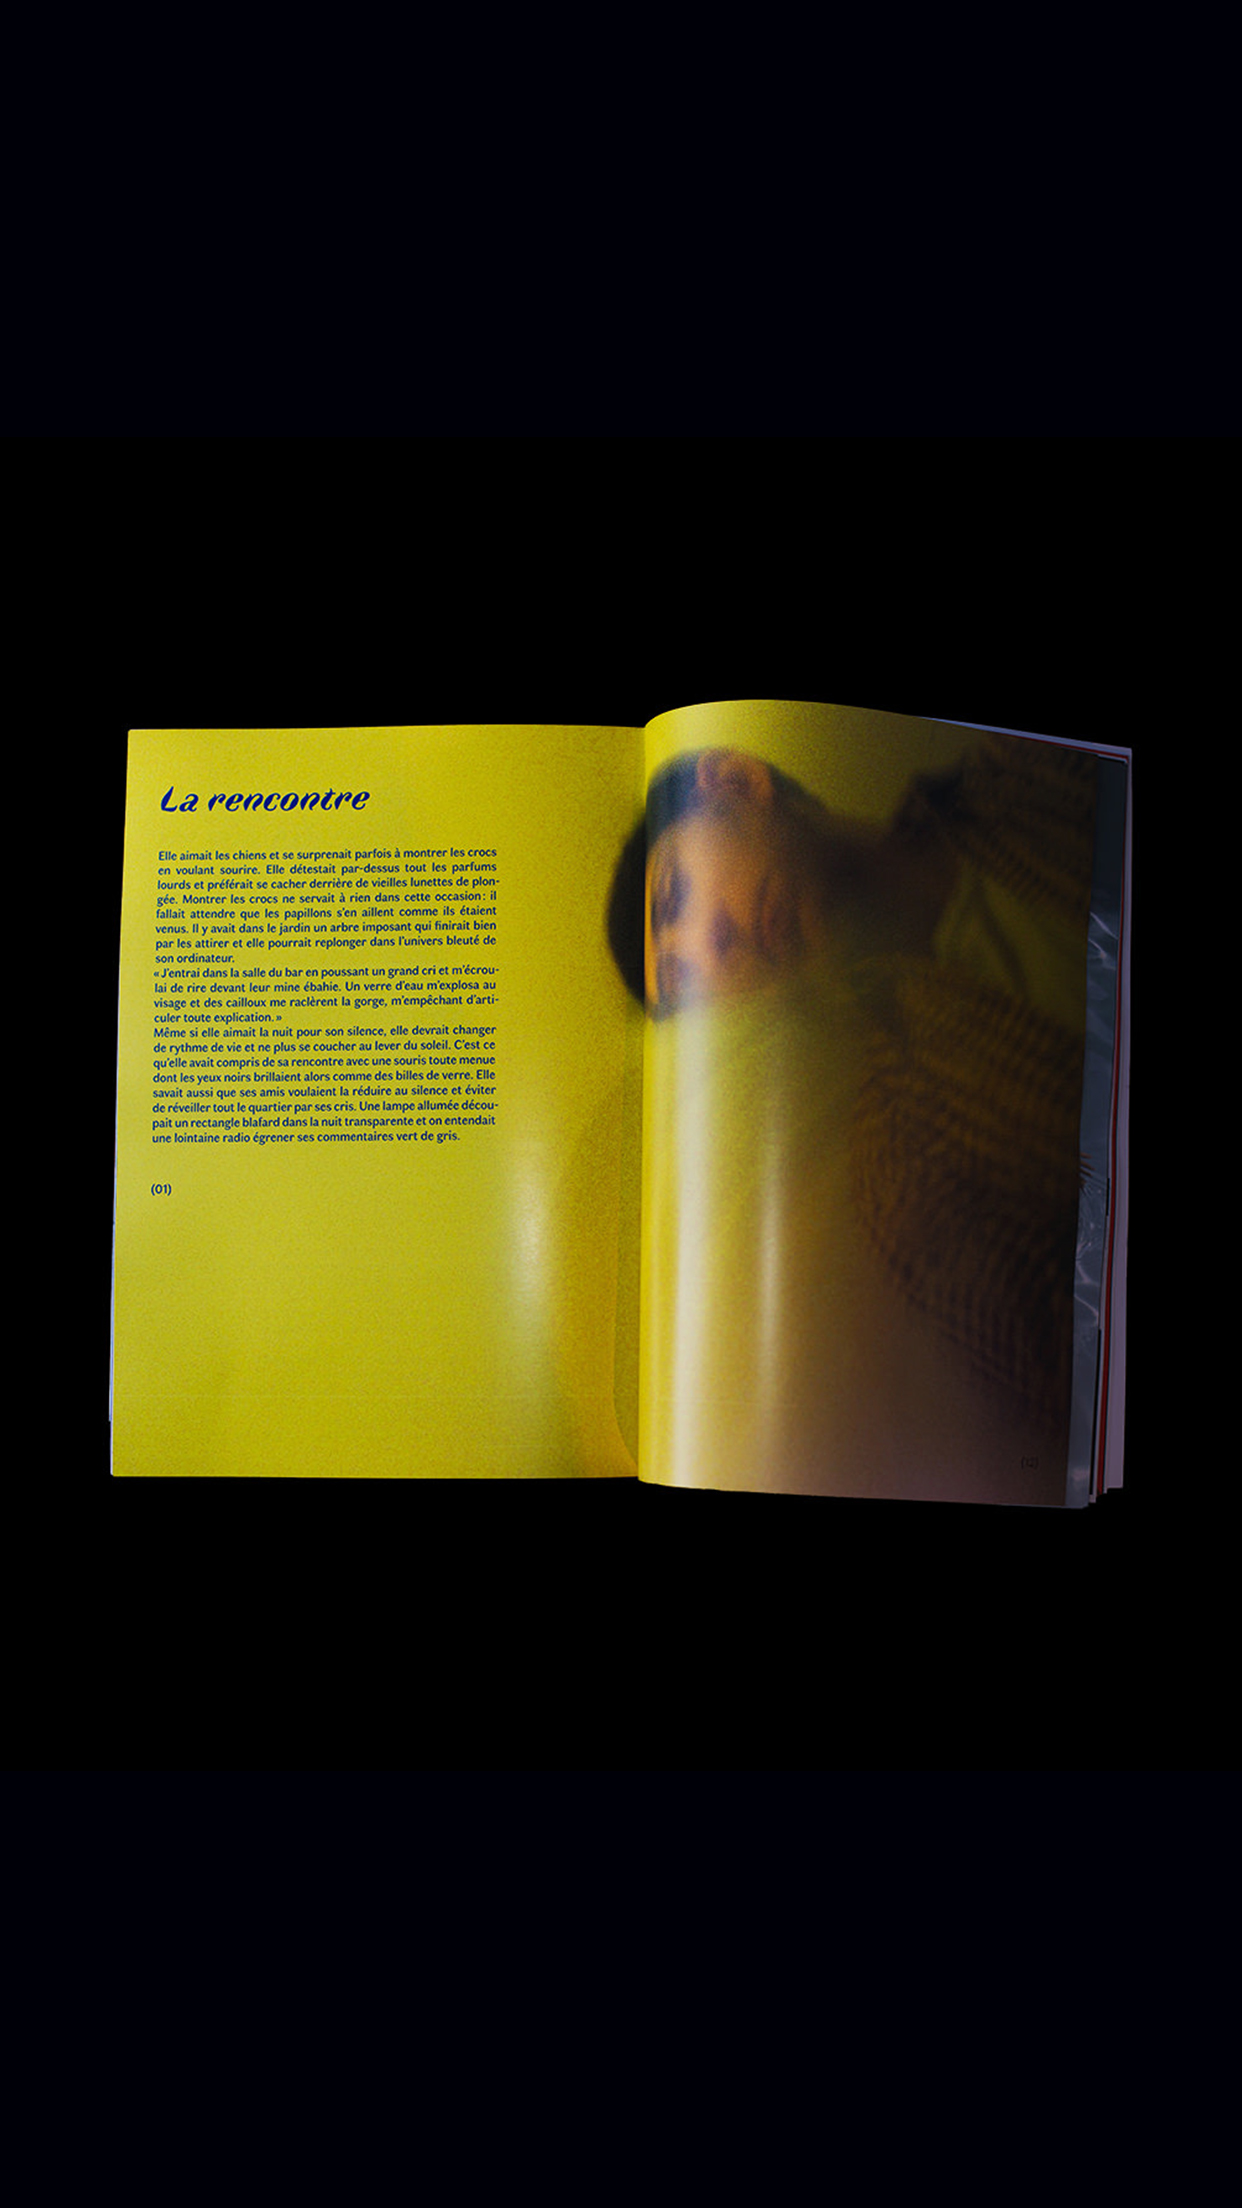 La rencontre
Elle aimait les chiens et se surprenait parfois à montrer les crocs
en voulant sourire. Elle détestait par-dessus tout les parfums
lourds et préférait se cacher derrière de vieilles lunettes de plon-
gée. Montrer les crocs ne servait à rien dans cette occasion : il
fallait attendre que les papillons s'en aillent comme ils étaient
venus. Il y avait dans le jardin un arbre imposant qui finirait bien
par les attirer et elle pourrait replonger dans l'univers bleuté de
son ordinateur.
« J'entrai dans la salle du bar en poussant un grand cri et m'écrou-
lai de rire devant leur mine ébahie. Un verre d'eau m'explosa au
visage et des cailloux me raclèrent la gorge, m'empêchant d'arti-
culer toute explication. »
Même si elle aimait la nuit pour son silence, elle devrait changer
de rythme de vie et ne plus se coucher au lever du soleil. C'est ce
qu'elle avait compris de sa rencontre avec une souris toute menue
dont les yeux noirs brillaient alors comme des billes de verre. Elle
savait aussi que ses amis voulaient la réduire au silence et éviter
de réveiller tout le quartier par ses cris. Une lampe allumée décou-
pait un rectangle blafard dans la nuit transparente et on entendait
une lointaine radio égrener ses commentaires vert de gris.
(01)
(12)